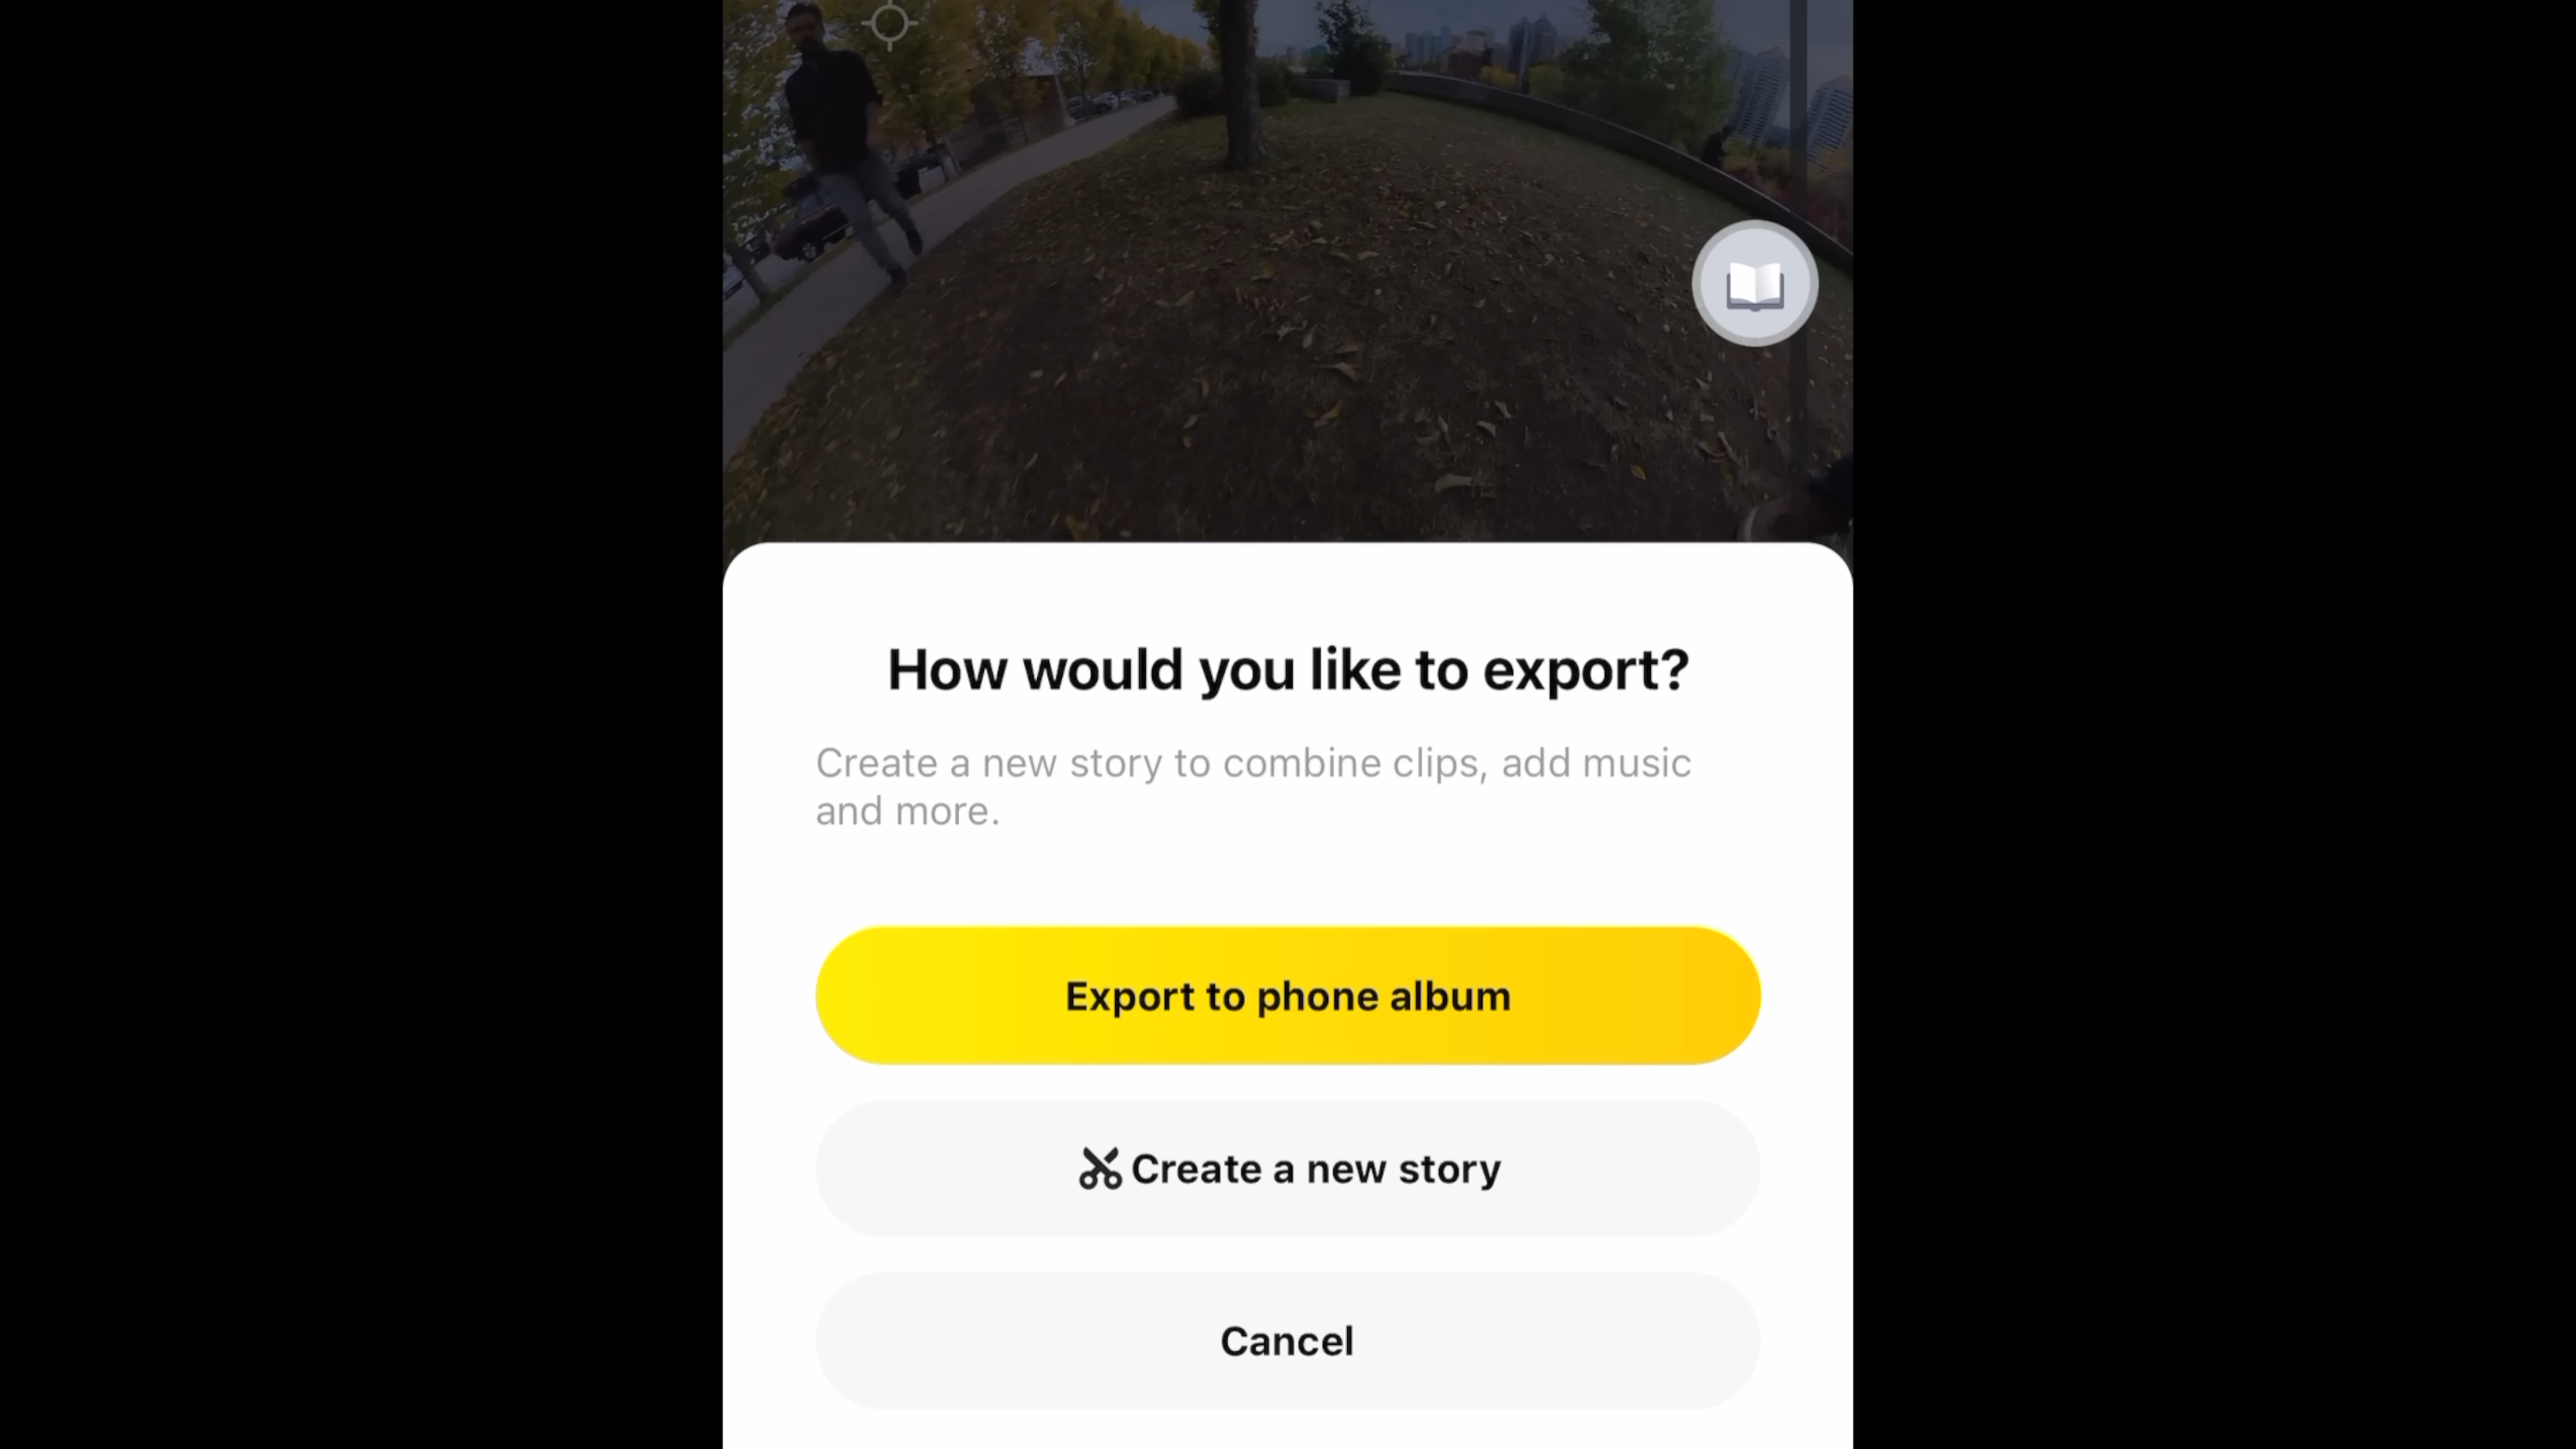 How would you like to export?
Create a new story to combine clips, add music
and more.
Export to phone album
Create a new story
Cancel